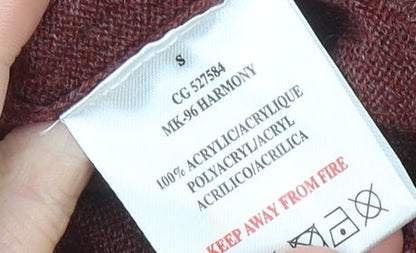 S
CG 527584
MK-96 HARMONY
100% ACRYLIC/ACRYLIQUE
POLYACRYL/ACRYL
ACRILICO/ACRILICA
KEEP AWAY FROM FIRE